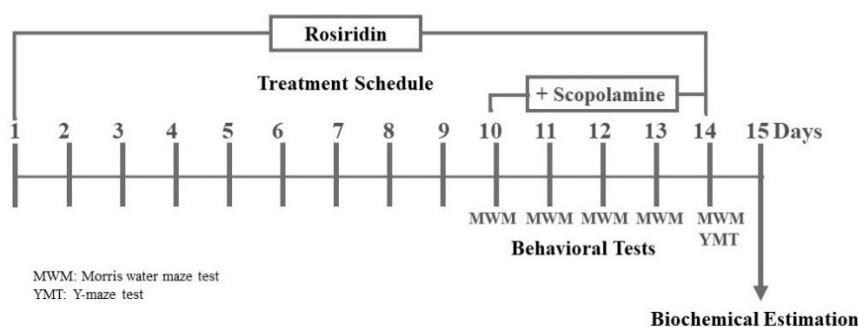 Rosiridin
Treatment Schedule
+ Scopolamine
1 2 3 4 5 6 7 8 9 10 11 12 13 14 15 Days
MWM MWM MWM MWM MWM
YMT
Behavioral Tests
MWM: Morris water maze test
YMT: Y-maze test
Biochemical Estimation